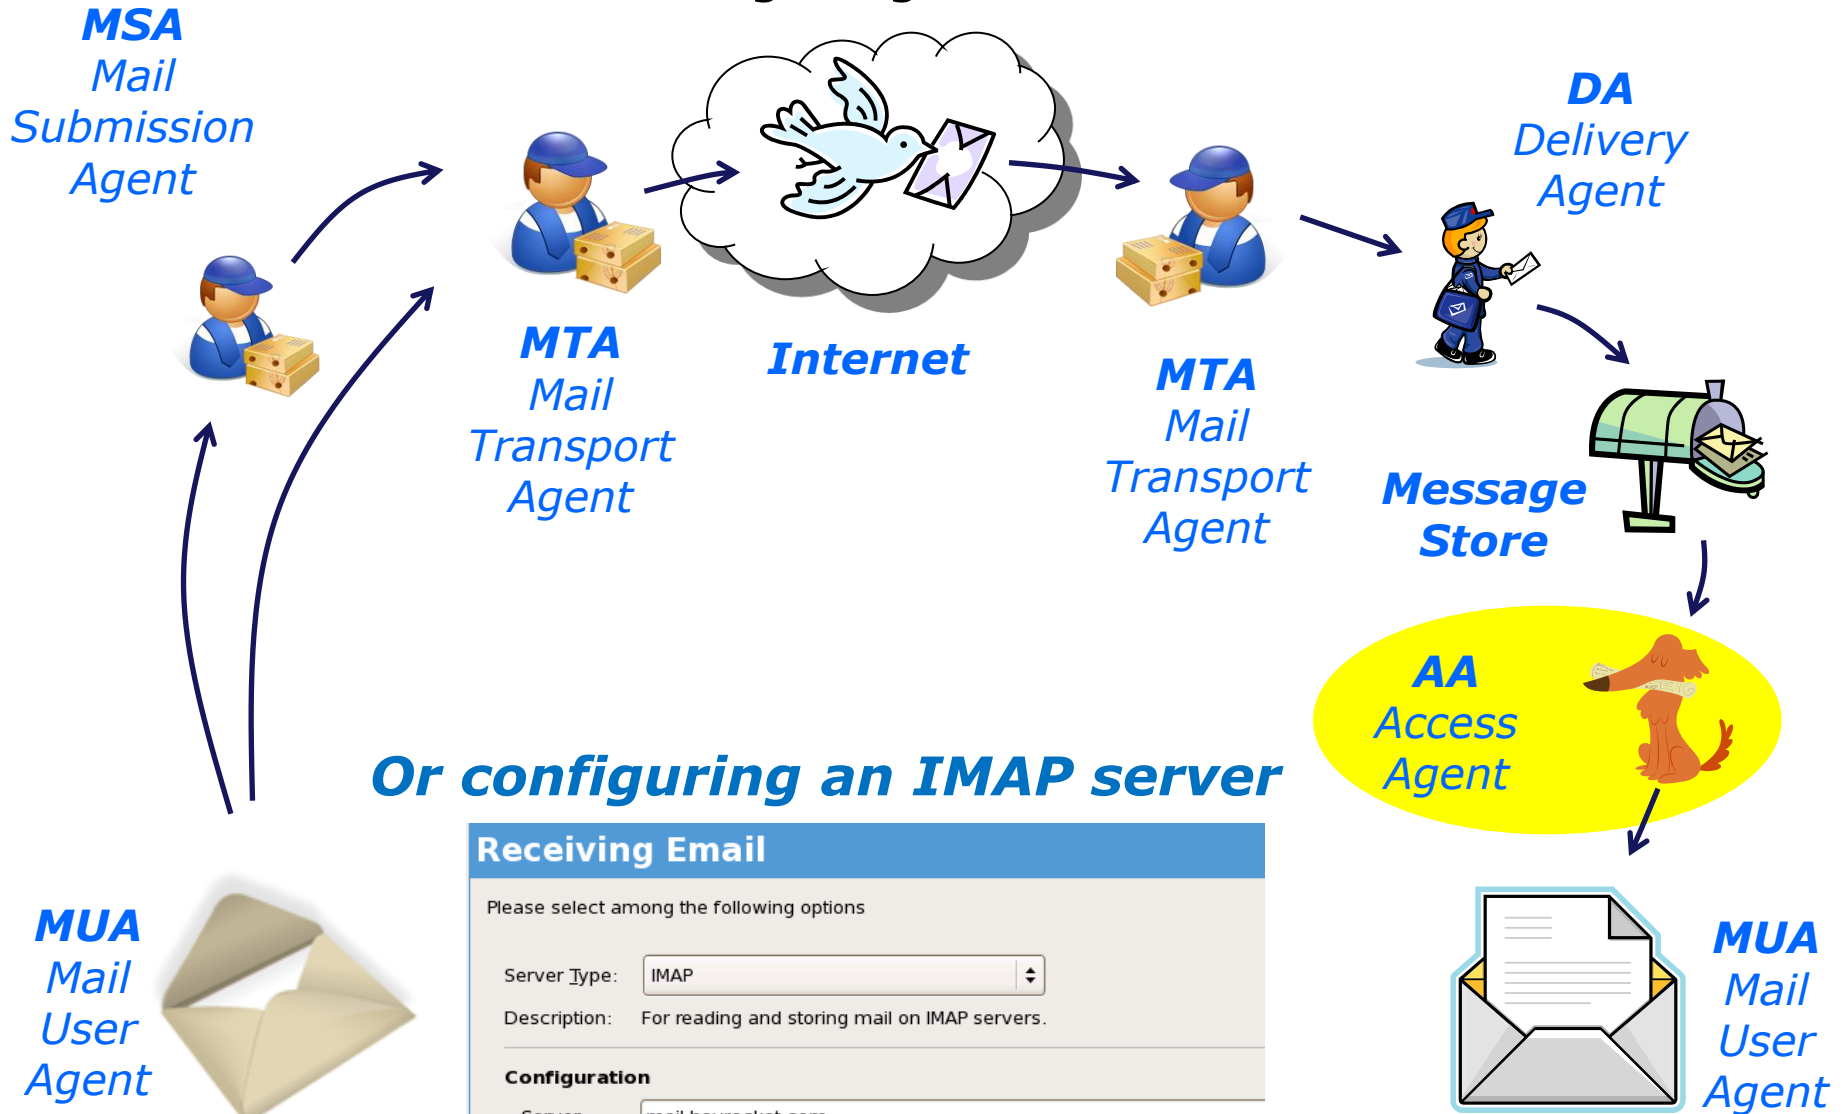 MSA
Mail
Submission
Agent
DA
Delivery
Agent
MTA
Mail
Transport
Agent
Internet
MTA
Mail
Transport
Agent
Message
Store
AA
Access
Agent
Or configuring an IMAP server
Receiving Email
Please select among the following options
Server Type: IMAP
Description: For reading and storing mail on IMAP servers.
Configuration
MUA
Mail
User
Agent
MUA
Mail
User
Agent